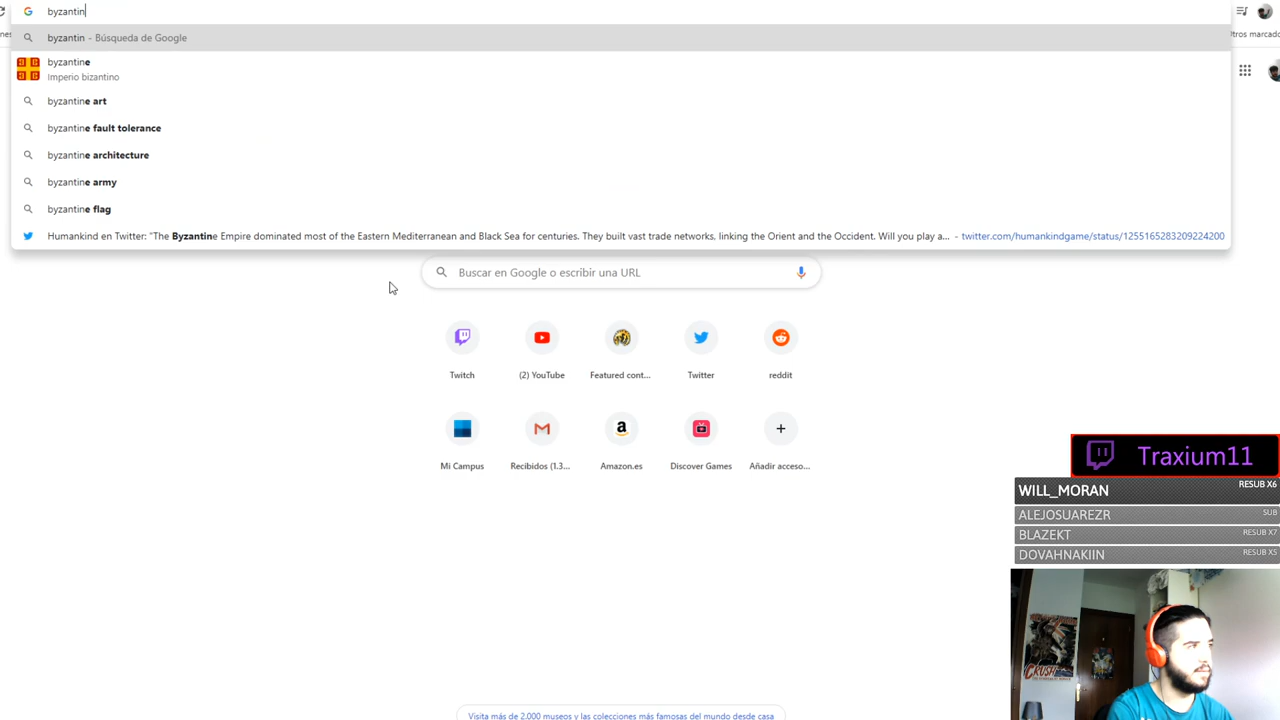 byzantin
byzantin - Búsqueda de Google
byzantine
Imperio bizantino
byzantine art
byzantine fault tolerance
byzantine architecture
byzantine army
byzantine flag
Humankind en Twitter: "The Byzantine Empire dominated most of the Eastern Mediterranean and Black Sea for centuries. They built vast trade networks, linking the Orient and the Occident. Will you play a... - twitter.com/humankindgame/status/1255165283209224200
Otros marcado
Buscar en Google o escribir una URL
Twitch
(2) YouTube
Featured cont...
Twitter
reddit
Mi Campus
Recibidos (1.3...
Amazon.es
Discover Games
Añadir acceso...
Traxium11
WILL_MORAN RESUB X6
ALEJOSUAREZR SUB
BLAZEKT RESUB X7
DOVAHNAKIIN RESUB X5
CRUSH
Visita más de 2.000 museos y las colecciones más famosas del mundo desde casa